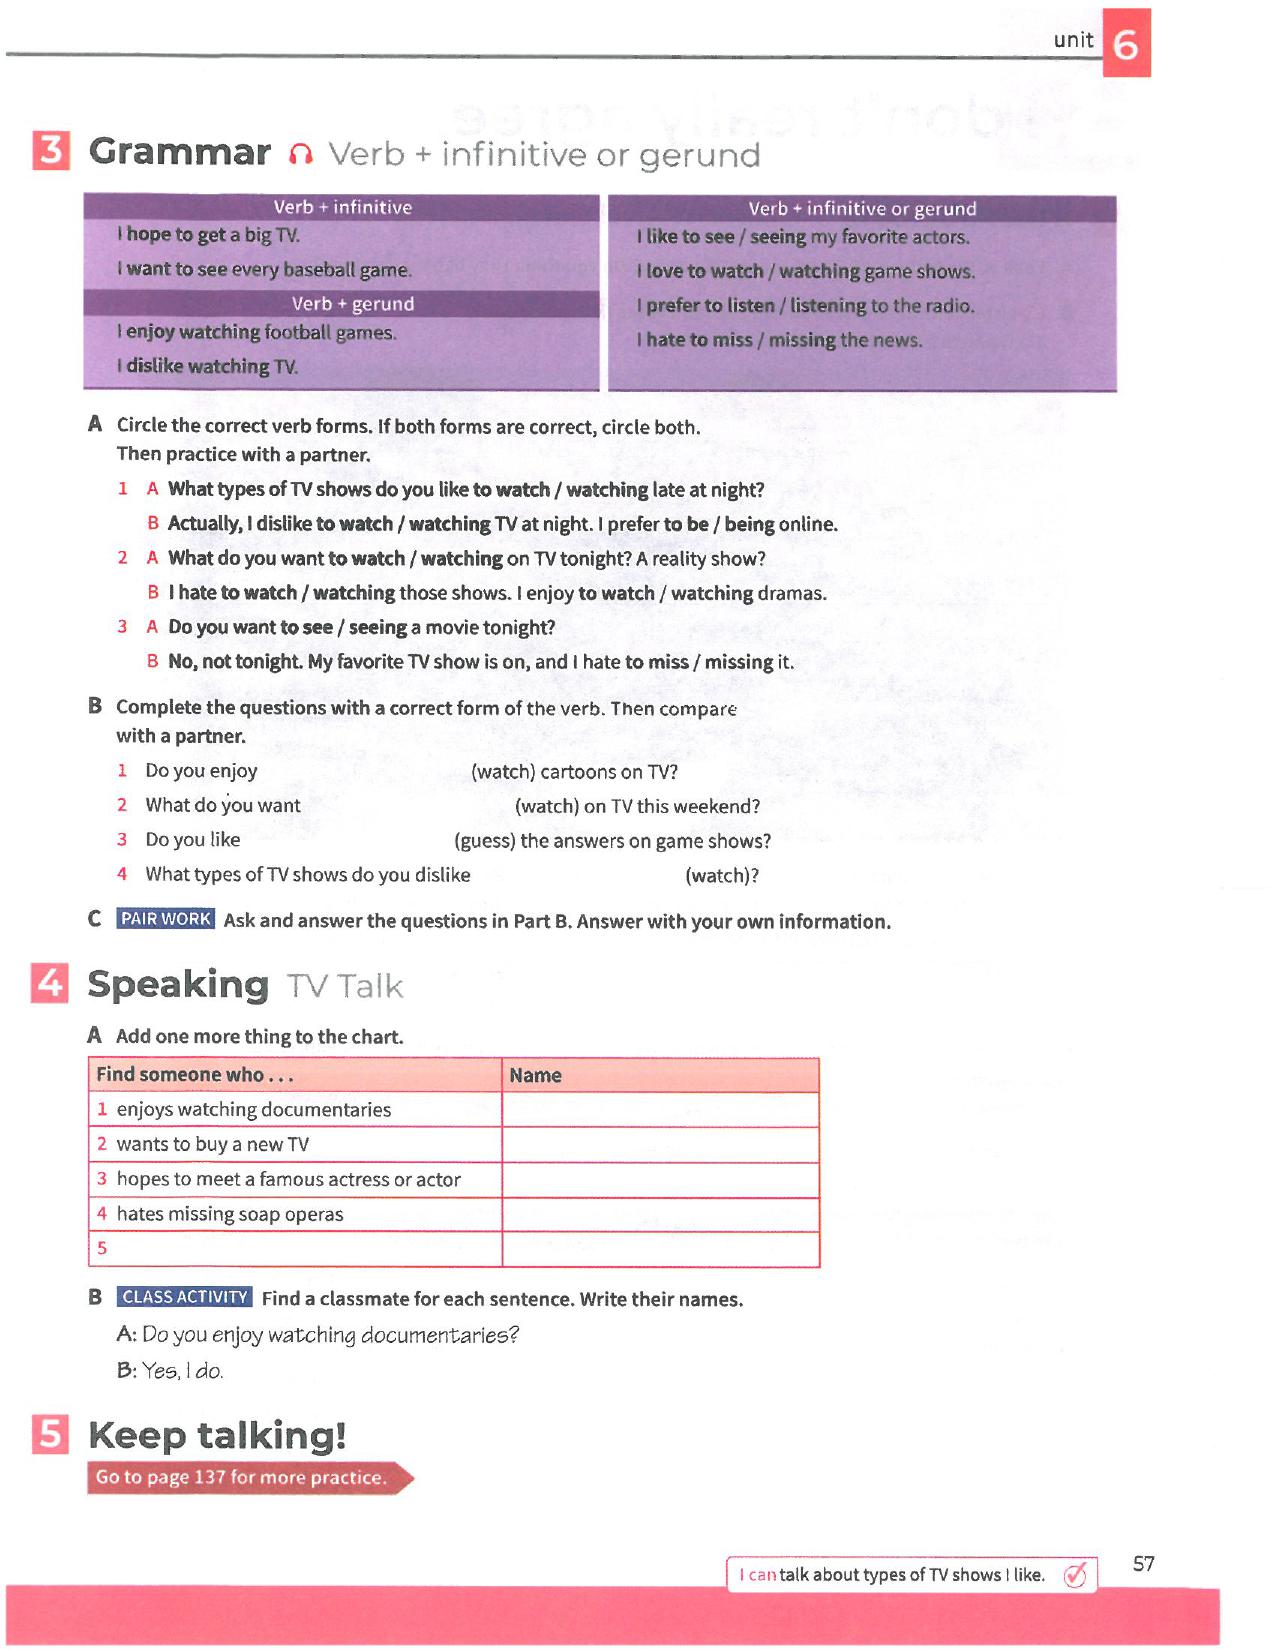 unit 6
3 Grammar Verb + infinitive or gerund
Verb + infinitive
I hope to get a big TV.
I want to see every baseball game.
Verb + gerund
I enjoy watching football games.
I dislike watching TV.
Verb + infinitive or gerund
I like to see / seeing my favorite actors.
I love to watch / watching game shows.
I prefer to listen / listening to the radio.
I hate to miss / missing the news.
A Circle the correct verb forms. If both forms are correct, circle both.
Then practice with a partner.
1 A What types of TV shows do you like to watch / watching late at night?
B Actually, I dislike to watch / watching TV at night. I prefer to be / being online.
2 A What do you want to watch / watching on TV tonight? A reality show?
B I hate to watch / watching those shows. I enjoy to watch / watching dramas.
3 A Do you want to see / seeing a movie tonight?
B No, not tonight. My favorite TV show is on, and I hate to miss / missing it.
B Complete the questions with a correct form of the verb. Then compare
with a partner.
1 Do you enjoy (watch) cartoons on TV?
2 What do you want (watch) on TV this weekend?
3 Do you like (guess) the answers on game shows?
4 What types of TV shows do you dislike (watch)?
C PAIR WORK Ask and answer the questions in Part B. Answer with your own information.
4 Speaking TV Talk
A Add one more thing to the chart.
Find someone who . . . Name
1 enjoys watching documentaries
2 wants to buy a new TV
3 hopes to meet a famous actress or actor
4 hates missing soap operas
5
B CLASS ACTIVITY Find a classmate for each sentence. Write their names.
A: Do you enjoy watching documentaries?
B: Yes, I do.
5 Keep talking!
Go to page 137 for more practice.
I can talk about types of TV shows I like.
57